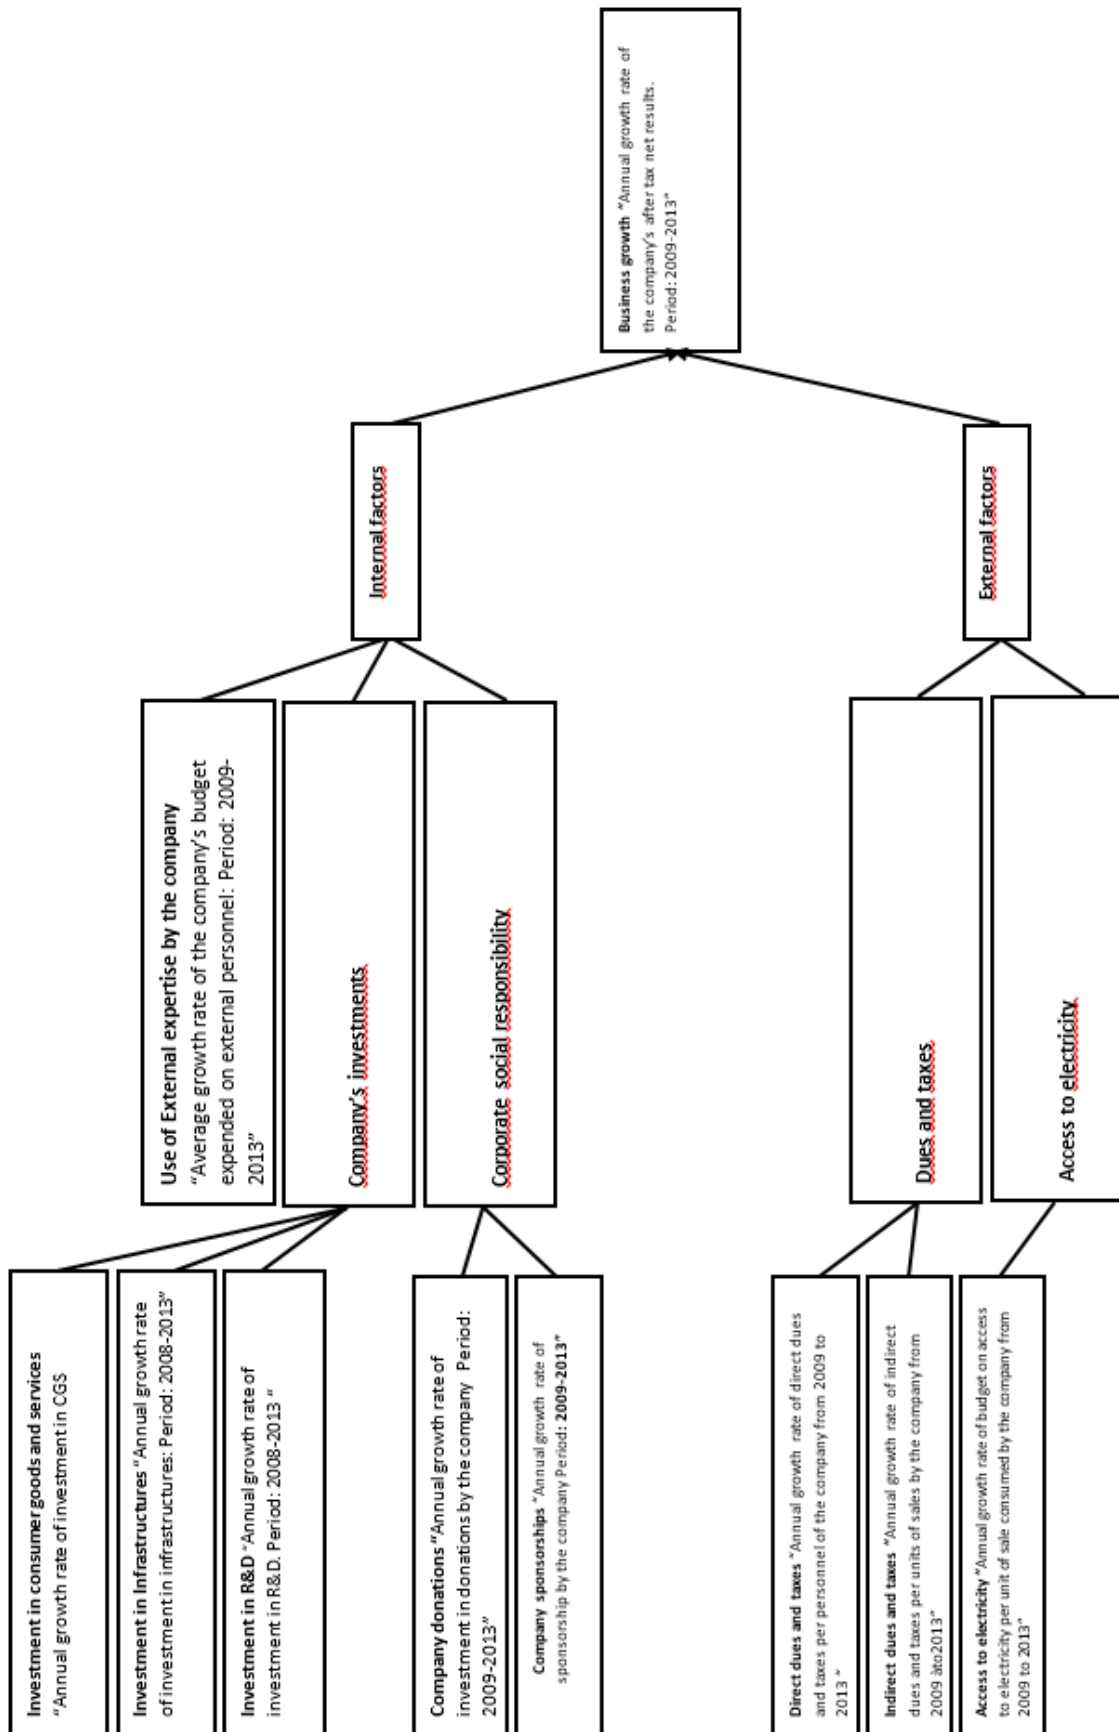 Investment in consumer goods and services
“Annual growth rate of investment in CGS
Investment in Infrastructures “Annual growth rate
of investment in infrastructures: Period: 2008-2013”
Investment in R&D “Annual growth rate of
investment in R&D. Period: 2008-2013 “
Company donations “Annual growth rate of
investment in donations by the company Period:
2009-2013”
Company sponsorships “Annual growth rate of
sponsorship by the company Period: 2009-2013”
Direct dues and taxes “Annual growth rate of direct dues
and taxes per personnel of the company from 2009 to
2013 “
Indirect dues and taxes “Annual growth rate of indirect
dues and taxes per units of sales by the company from
2009 àto2013”
Access to electricity “Annual growth rate of budget on access
to electricity per unit of sale consumed by the company from
2009 to 2013”
Use of External expertise by the company
“Average growth rate of the company’s budget
expended on external personnel: Period: 2009-
2013”
Company’s investments
Corporate social responsibility
Dues and taxes
Access to electricity
Internal factors
External factors
Business growth “Annual growth rate of
the company’s after tax net results.
Period: 2009-2013”